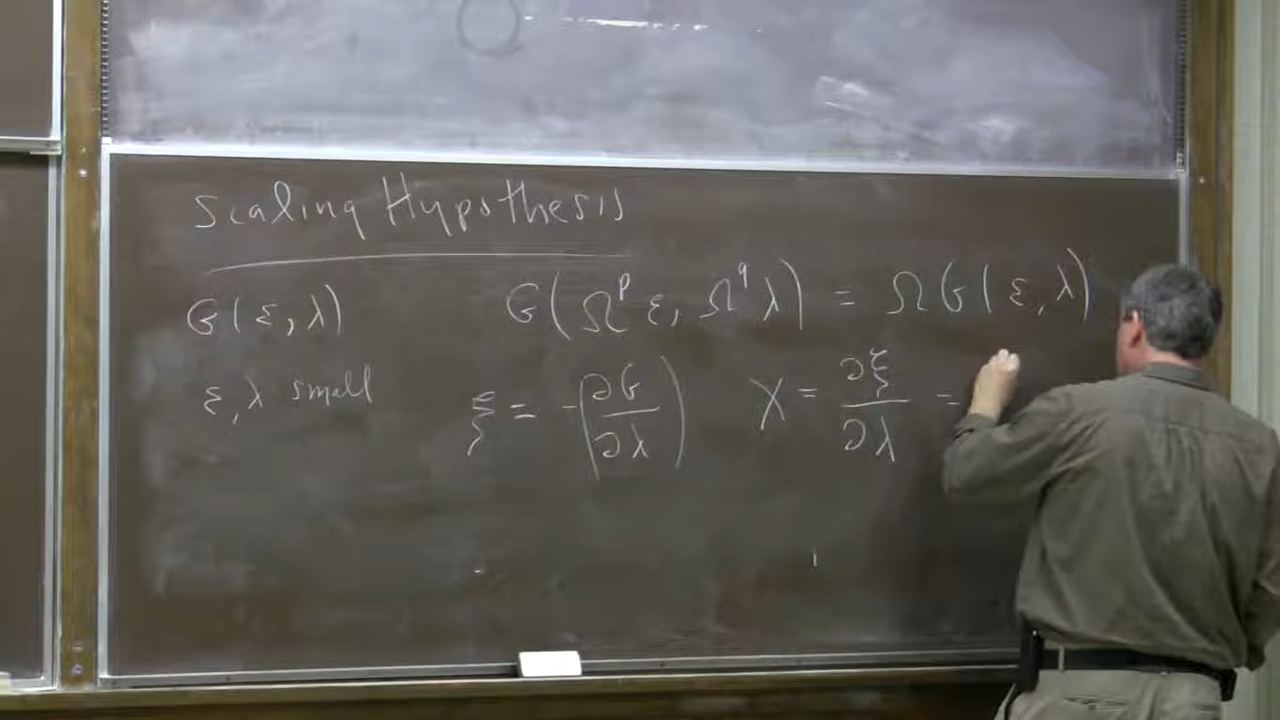 Scaling Hypothesis
G(ε, λ) G(Ω^p ε, Ω^q λ) = Ω G(ε, λ)
ε, λ small ξ = -(∂G/∂λ) χ = ∂ξ/∂λ =